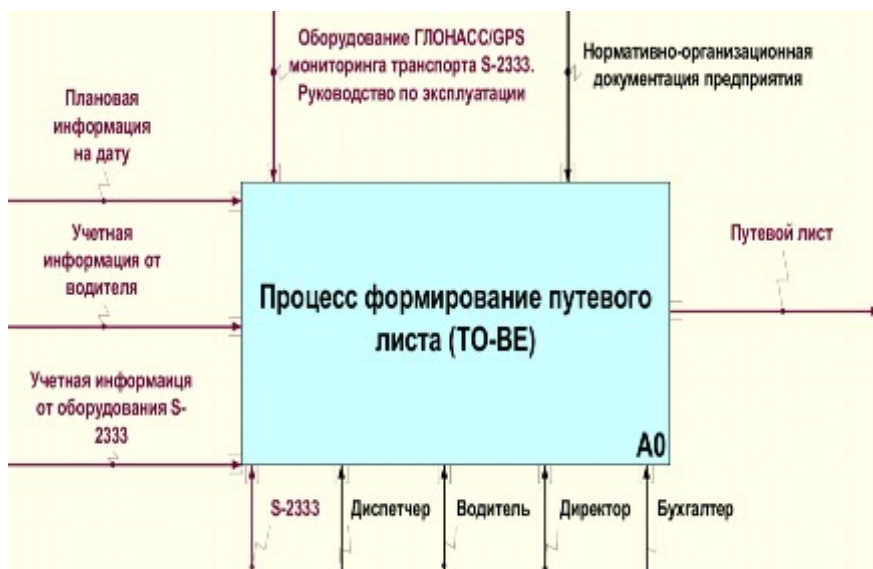 Оборудование ГЛОНАСС/GPS
мониторинга транспорта S-2333.
Руководство по эксплуатации
Нормативно-организационная
документация предприятия
Плановая
информация
на дату
Учетная
информация от
водителя
Учетная информаиця
от оборудования S-
2333
Процесс формирование путевого
листа (TO-BE)
A0
Путевой лист
S-2333
Диспетчер
Водитель
Директор
Бухгалтер